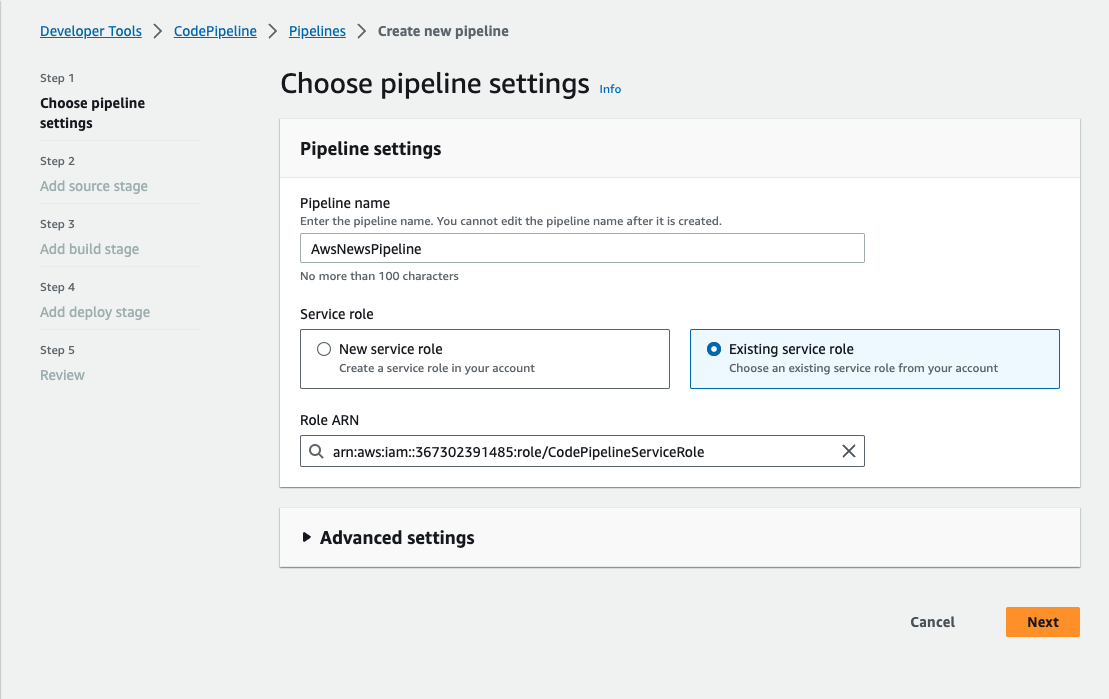 Developer Tools > CodePipeline > Pipelines > Create new pipeline
Step 1
Choose pipeline
settings
Step 2
Add source stage
Step 3
Add build stage
Step 4
Add deploy stage
Step 5
Review
Choose pipeline settings Info
Pipeline settings
Pipeline name
Enter the pipeline name. You cannot edit the pipeline name after it is created.
AwsNewsPipeline
No more than 100 characters
Service role
New service role
Create a service role in your account
Existing service role
Choose an existing service role from your account
Role ARN
arn:aws:iam::367302391485:role/CodePipelineServiceRole
Advanced settings
Cancel
Next